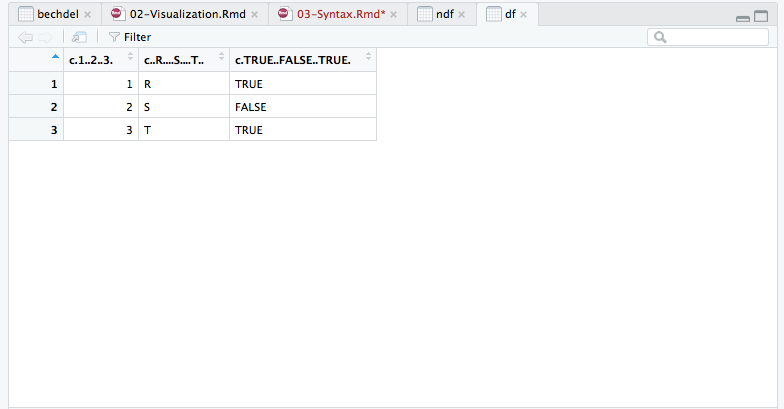 bechdel 02-Visualization.Rmd 03-Syntax.Rmd* ndf df
Filter
c.1..2..3. c..R....S....T.. c.TRUE..FALSE..TRUE.
1 1 R TRUE
2 2 S FALSE
3 3 T TRUE